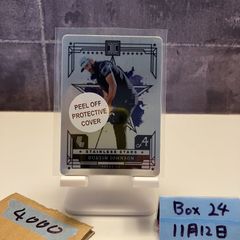 PEEL OFF
PROTECTIVE
COVER
STAINLESS STARS
DUSTIN JOHNSON
4000
Box 24
11月12日